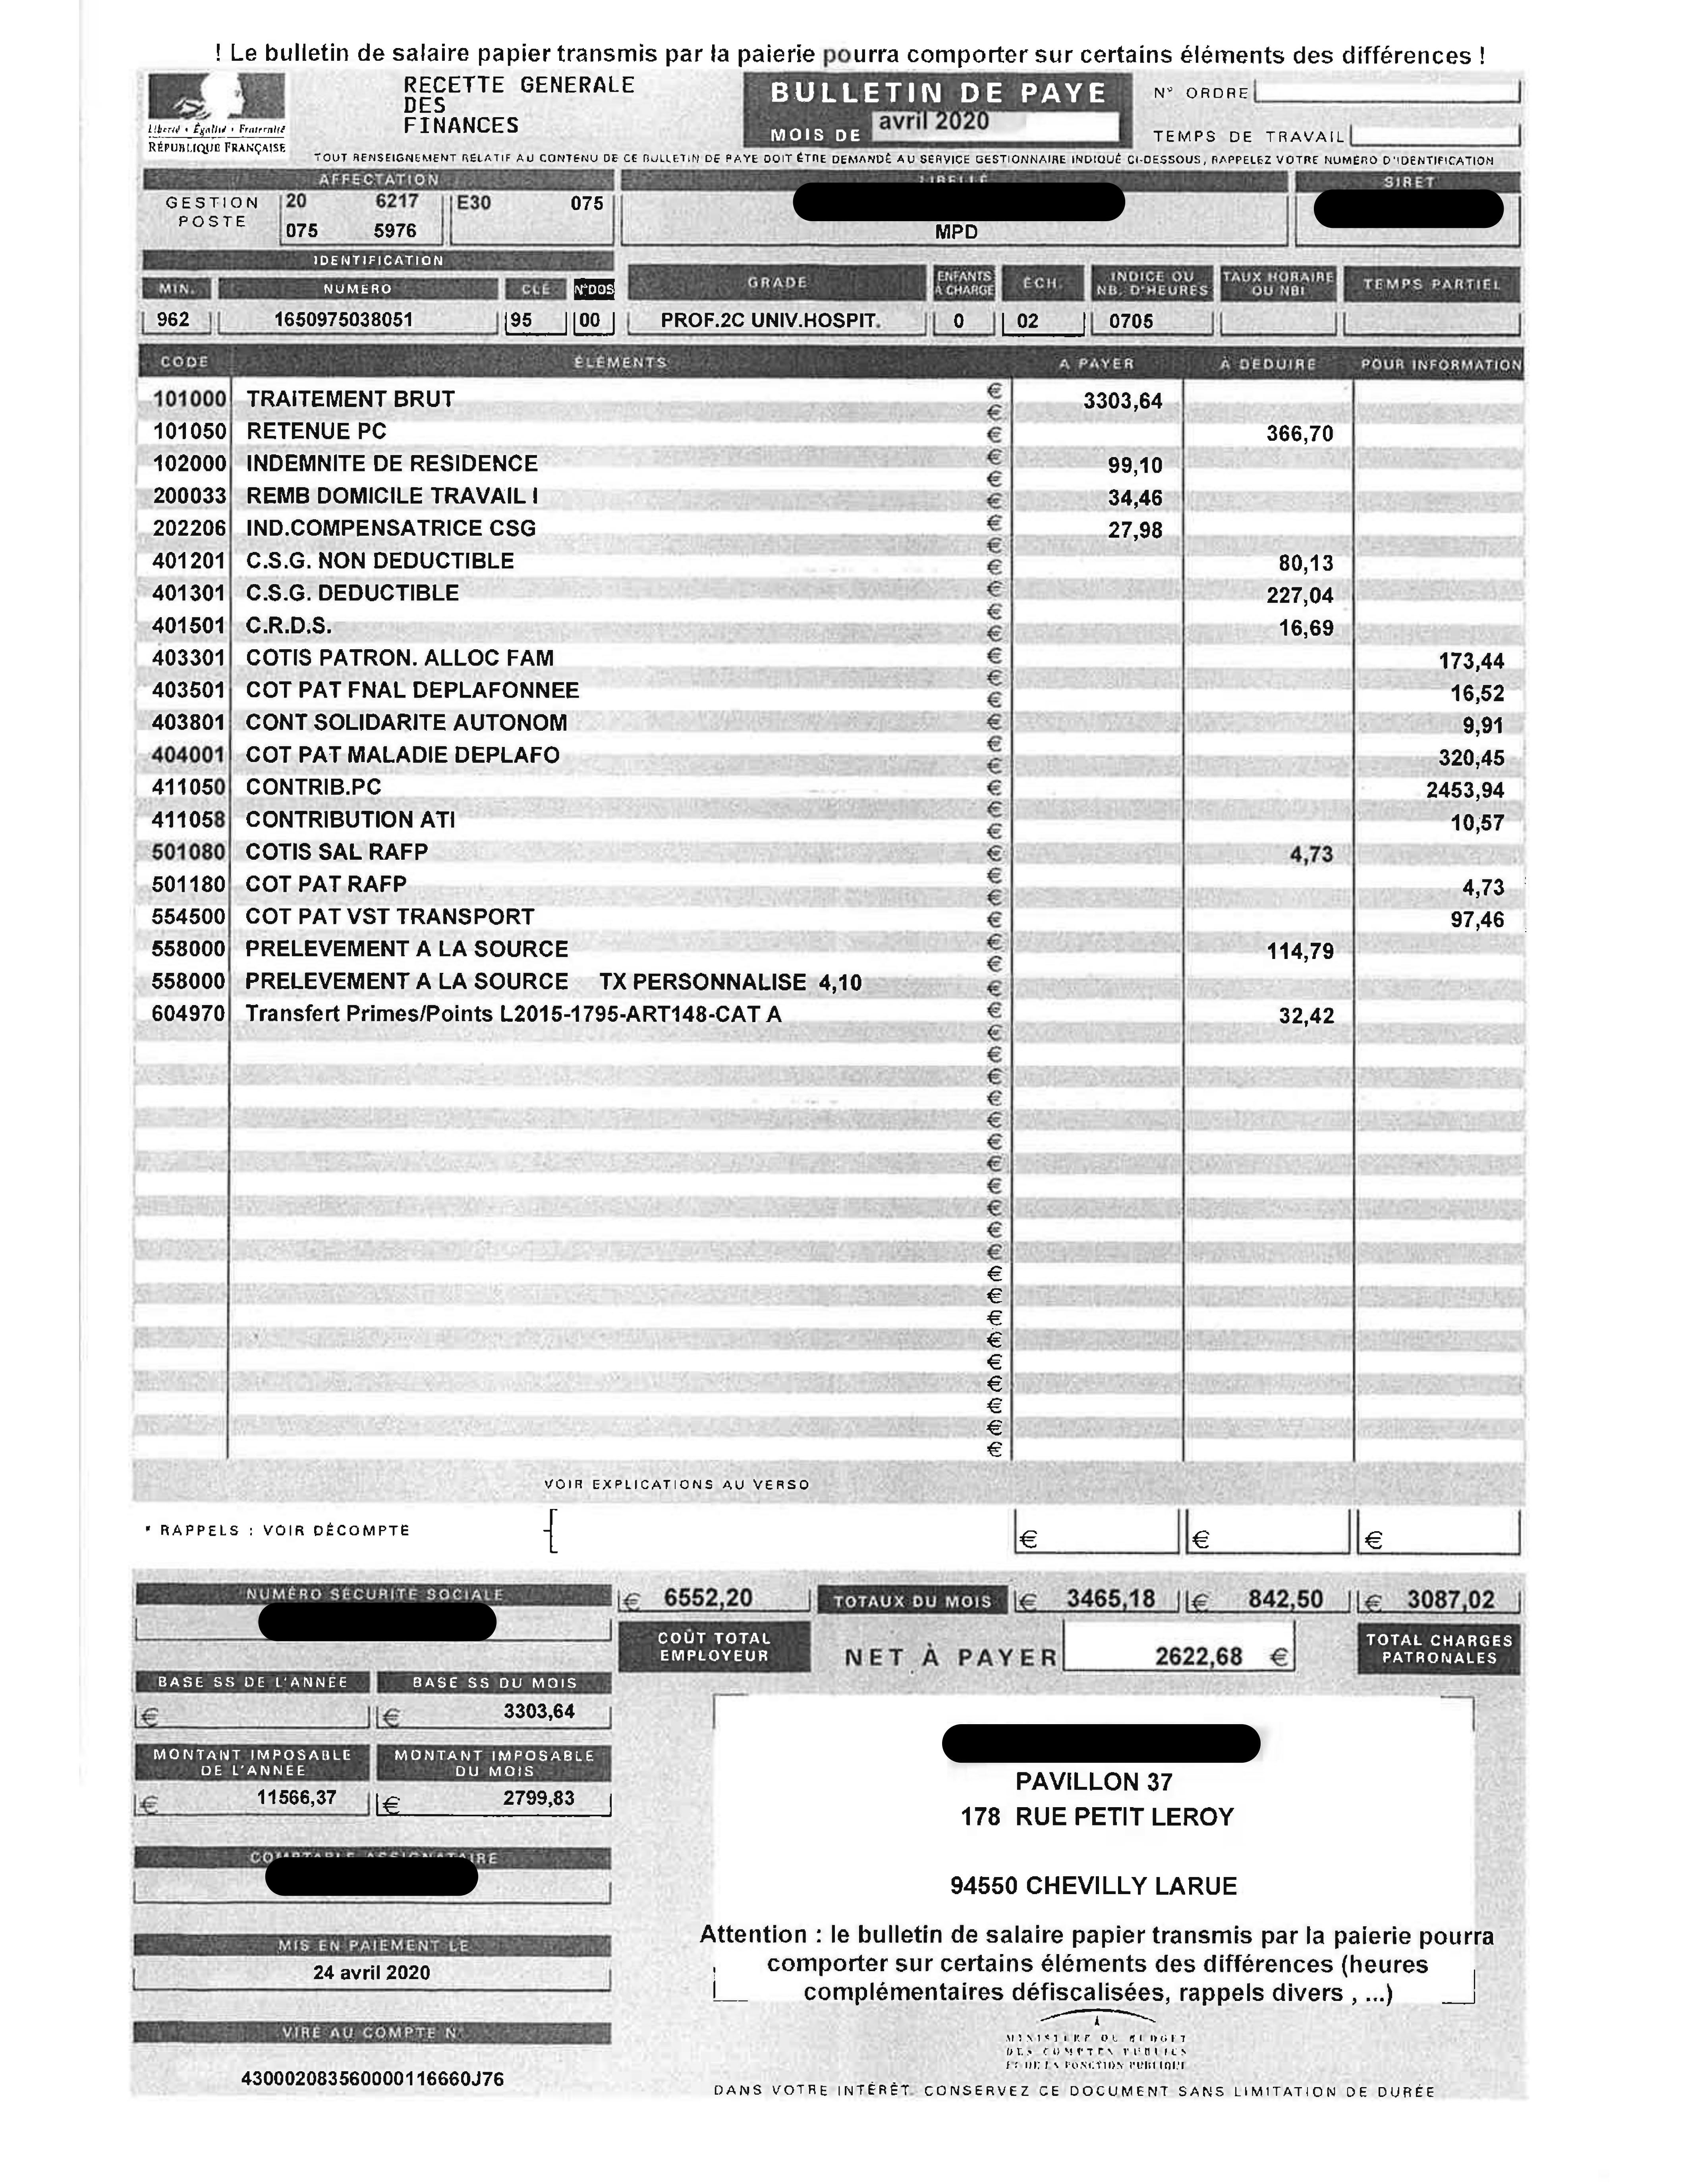 ! Le bulletin de salaire papier transmis par la paierie pourra comporter sur certains éléments des différences !
Liberté • Égalité • Fraternité
RÉPUBLIQUE FRANÇAISE
RECETTE GENERALE
DES
FINANCES
BULLETIN DE PAYE
MOIS DE avril 2020
N° ORDRE
TEMPS DE TRAVAIL
TOUT RENSEIGNEMENT RELATIF AU CONTENU DE CE BULLETIN DE PAYE DOIT ÊTRE DEMANDÉ AU SERVICE GESTIONNAIRE INDIQUÉ CI-DESSOUS, RAPPELEZ VOTRE NUMÉRO D'IDENTIFICATION
AFFECTATION LIBELLÉ SIRET
GESTION 20 6217 E30 075
POSTE 075 5976 MPD
IDENTIFICATION
MIN. NUMERO CLÉ N°DOS GRADE ENFANTS À CHARGE ÉCH. INDICE OU NB. D'HEURES TAUX HORAIRE OU NBI TEMPS PARTIEL
962 1650975038051 95 00 PROF.2C UNIV.HOSPIT. 0 02 0705
CODE ÉLÉMENTS A PAYER À DÉDUIRE POUR INFORMATION
101000 TRAITEMENT BRUT € 3303,64
101050 RETENUE PC € 366,70
102000 INDEMNITE DE RESIDENCE € 99,10
200033 REMB DOMICILE TRAVAIL I € 34,46
202206 IND.COMPENSATRICE CSG € 27,98
401201 C.S.G. NON DEDUCTIBLE € 80,13
401301 C.S.G. DEDUCTIBLE € 227,04
401501 C.R.D.S. € 16,69
403301 COTIS PATRON. ALLOC FAM € 173,44
403501 COT PAT FNAL DEPLAFONNEE € 16,52
403801 CONT SOLIDARITE AUTONOM € 9,91
404001 COT PAT MALADIE DEPLAFO € 320,45
411050 CONTRIB.PC € 2453,94
411058 CONTRIBUTION ATI € 10,57
501080 COTIS SAL RAFP € 4,73
501180 COT PAT RAFP € 4,73
554500 COT PAT VST TRANSPORT € 97,46
558000 PRELEVEMENT A LA SOURCE € 114,79
558000 PRELEVEMENT A LA SOURCE TX PERSONNALISE 4,10 €
604970 Transfert Primes/Points L2015-1795-ART148-CAT A € 32,42
VOIR EXPLICATIONS AU VERSO
* RAPPELS : VOIR DÉCOMPTE € € €
NUMÉRO SÉCURITÉ SOCIALE
€ 6552,20 TOTAUX DU MOIS € 3465,18 € 842,50 € 3087,02
COÛT TOTAL EMPLOYEUR
NET À PAYER 2622,68 €
TOTAL CHARGES PATRONALES
BASE SS DE L'ANNÉE BASE SS DU MOIS
€ € 3303,64
MONTANT IMPOSABLE DE L'ANNÉE MONTANT IMPOSABLE DU MOIS
€ 11566,37 € 2799,83
PAVILLON 37
178 RUE PETIT LEROY
94550 CHEVILLY LARUE
COMPTABLE ASSIGNATAIRE
Attention : le bulletin de salaire papier transmis par la paierie pourra
comporter sur certains éléments des différences (heures
complémentaires défiscalisées, rappels divers , ...)
MIS EN PAIEMENT LE
24 avril 2020
VIRÉ AU COMPTE N°
43000208356000011 6660J76
MINISTÈRE DU BUDGET
DES COMPTES PUBLICS
ET DE LA FONCTION PUBLIQUE
DANS VOTRE INTÉRÊT. CONSERVEZ CE DOCUMENT SANS LIMITATION DE DURÉE